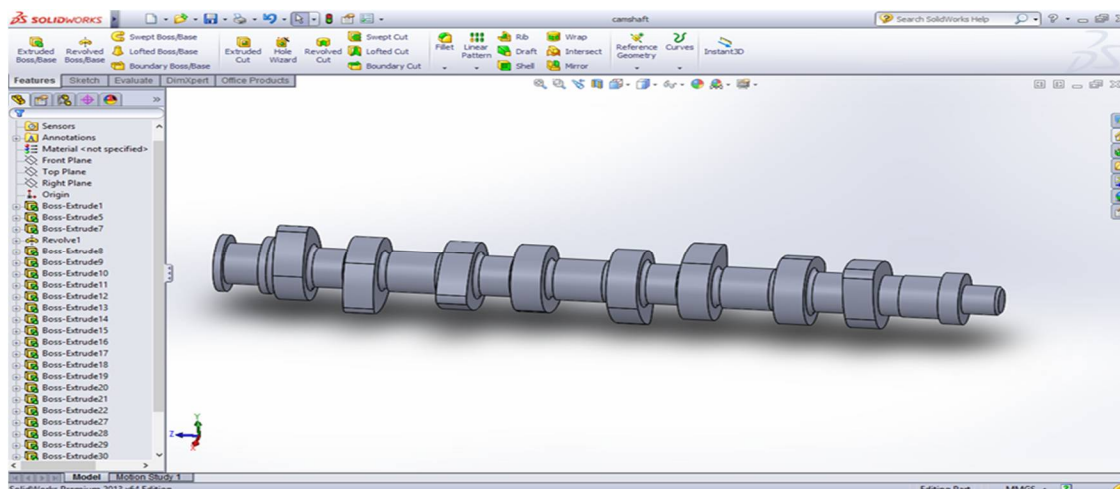 SOLIDWORKS
camshaft
Search SolidWorks Help
Extruded Boss/Base
Revolved Boss/Base
Swept Boss/Base
Lofted Boss/Base
Boundary Boss/Base
Extruded Cut
Hole Wizard
Revolved Cut
Swept Cut
Lofted Cut
Boundary Cut
Fillet
Linear Pattern
Rib
Draft
Shell
Wrap
Intersect
Mirror
Reference Geometry
Curves
Instant3D
Features Sketch Evaluate DimXpert Office Products
Sensors
Annotations
Material <not specified>
Front Plane
Top Plane
Right Plane
Origin
Boss-Extrude1
Boss-Extrude5
Boss-Extrude7
Revolve1
Boss-Extrude8
Boss-Extrude9
Boss-Extrude10
Boss-Extrude11
Boss-Extrude12
Boss-Extrude13
Boss-Extrude14
Boss-Extrude15
Boss-Extrude16
Boss-Extrude17
Boss-Extrude18
Boss-Extrude19
Boss-Extrude20
Boss-Extrude21
Boss-Extrude22
Boss-Extrude27
Boss-Extrude28
Boss-Extrude29
Boss-Extrude30
Y
Z
X
Model Motion Study 1
SolidWorks Premium 2013 x64 Edition
Editing Part MMGS